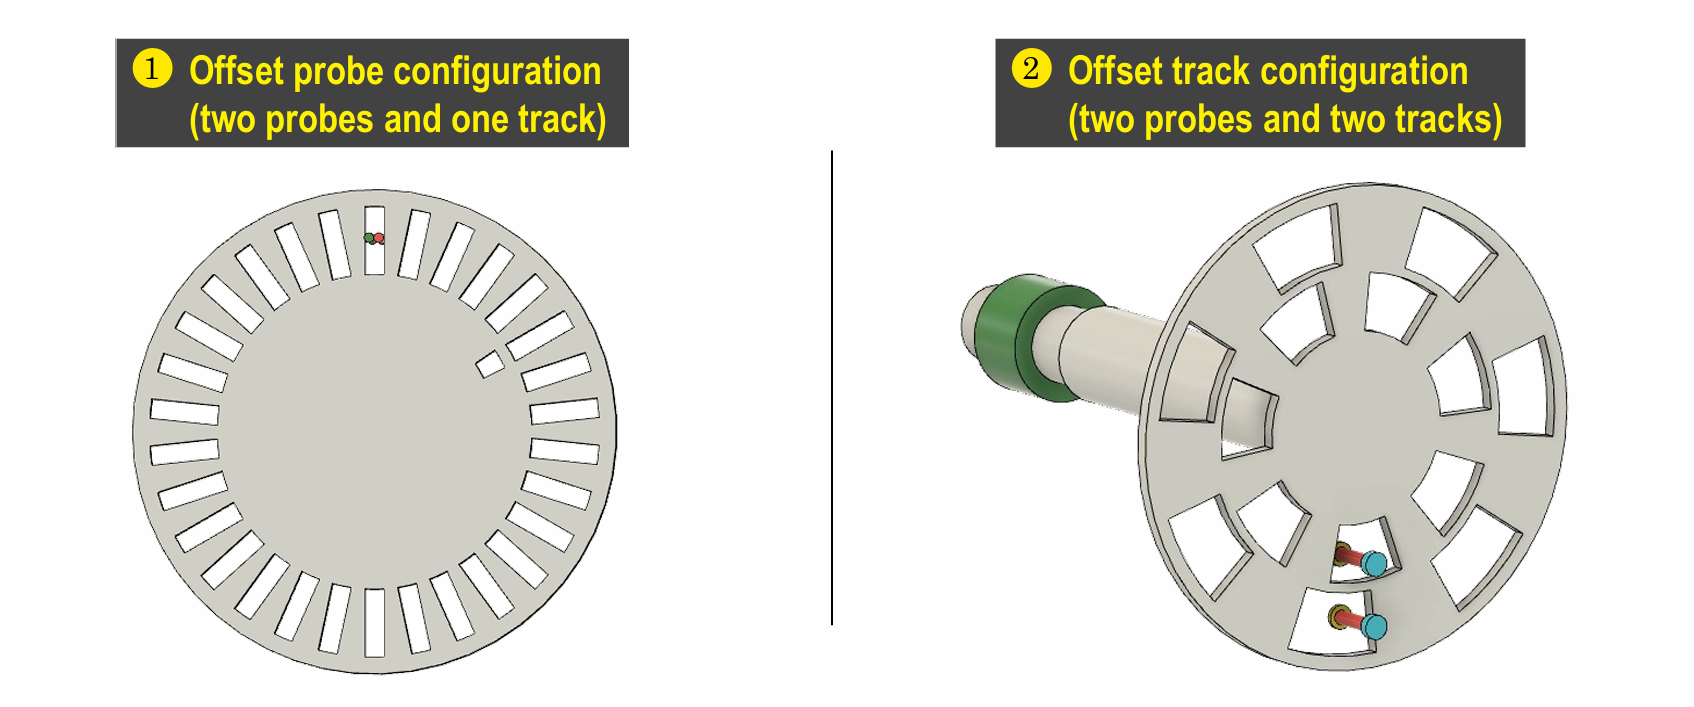 1 Offset probe configuration
(two probes and one track)
2 Offset track configuration
(two probes and two tracks)